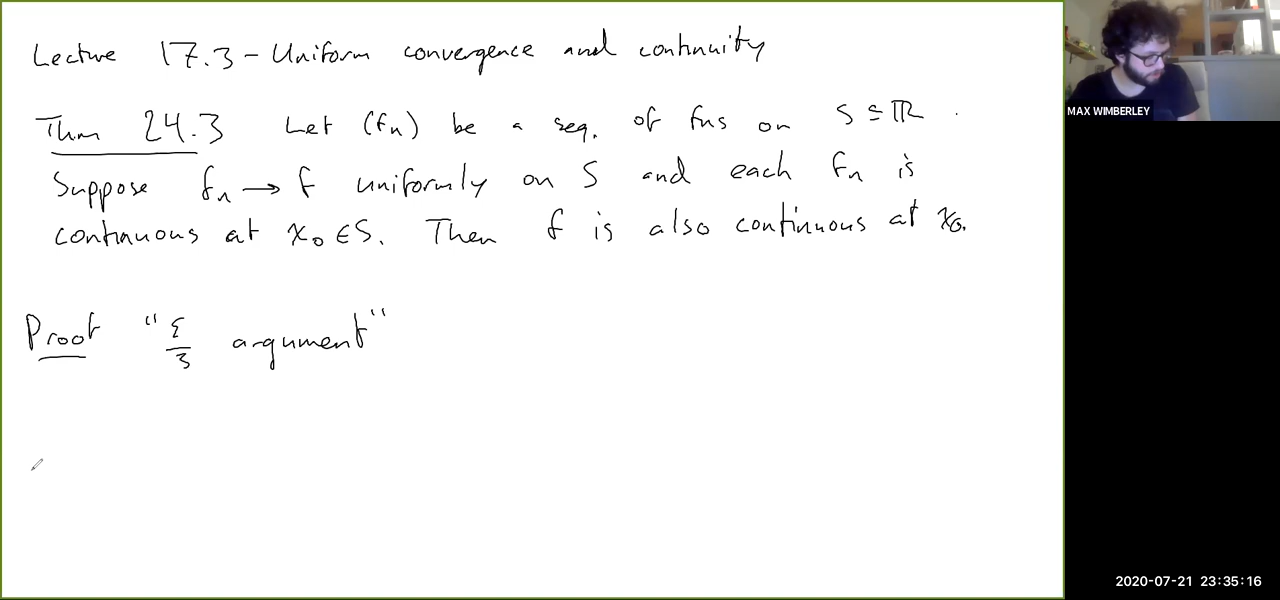 Lecture 17.3 – Uniform convergence and continuity
Thm 24.3 Let (fn) be a seq. of fns on S ⊆ ℝ.
Suppose fn → f uniformly on S and each fn is
continuous at x₀ ∈ S. Then f is also continuous at x₀.
Proof "ε/3 argument"
MAX WIMBERLEY
2020-07-21 23:35:16